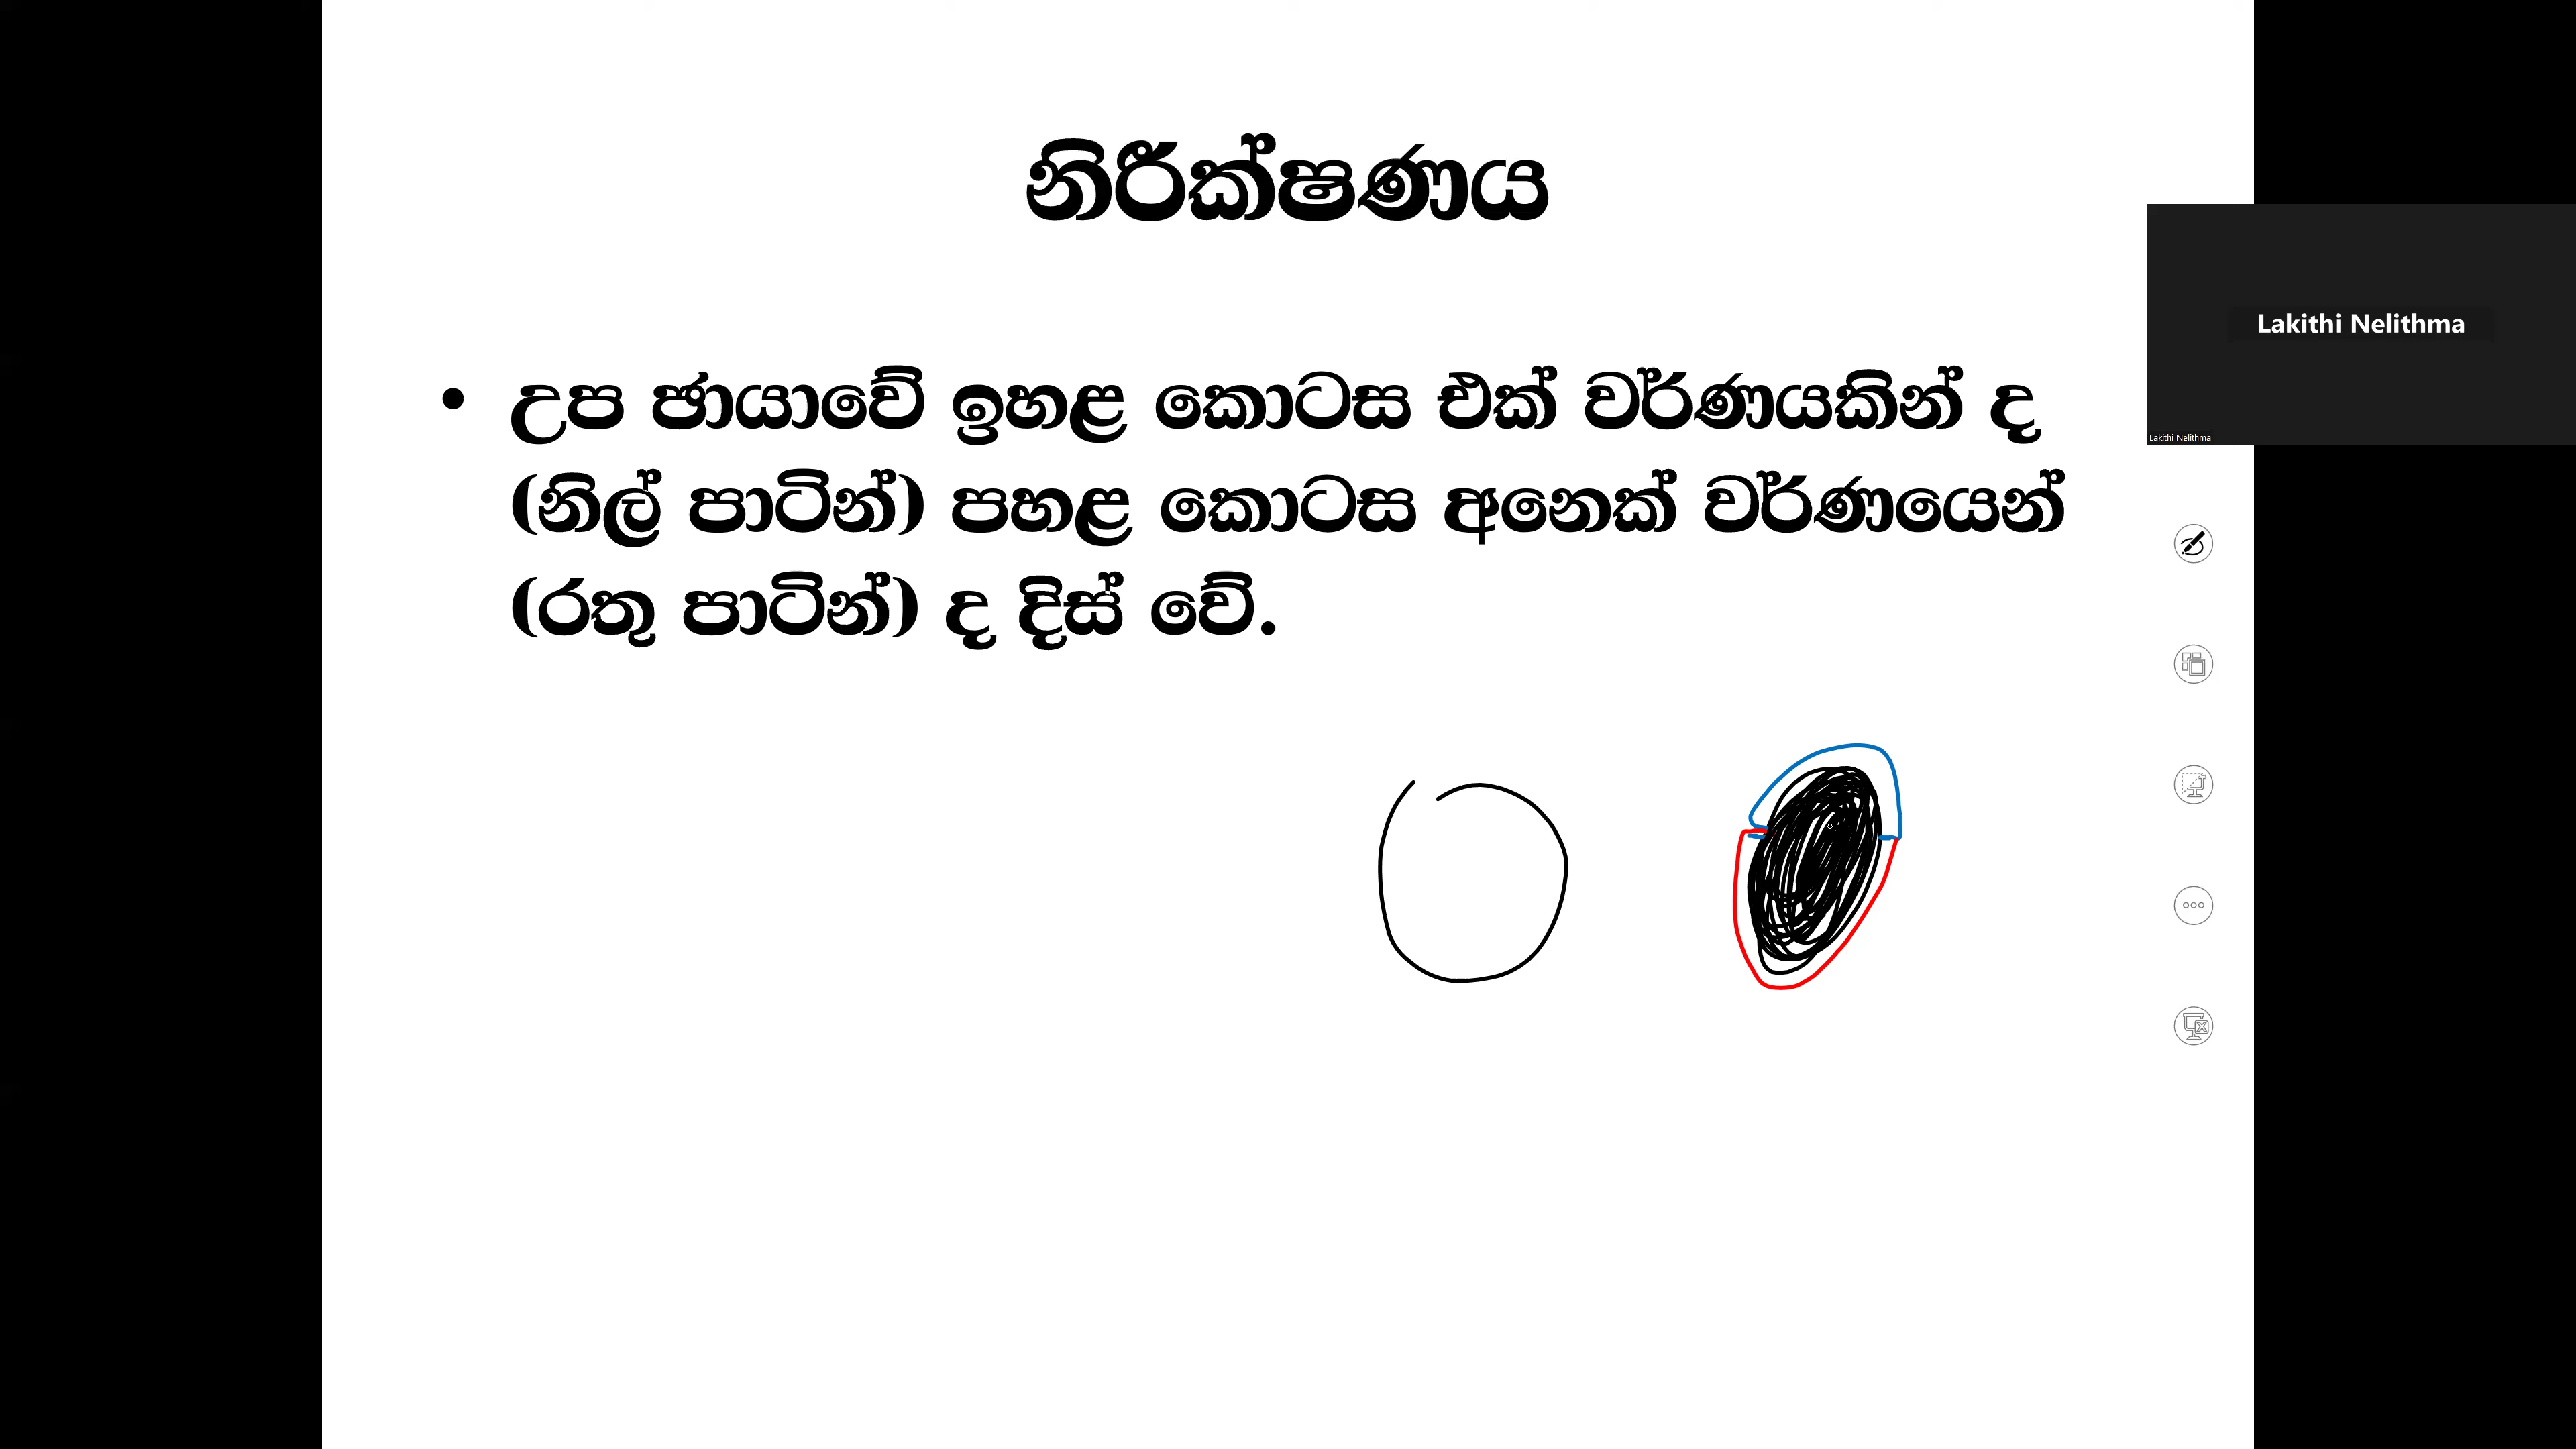 නිරීක්ෂණය
• උප ඡායාවේ ඉහළ කොටස එක් වර්ණයකින් ද
(නිල් පාටින්) පහළ කොටස අනෙක් වර්ණයෙන්
(රතු පාටින්) ද දිස් වේ.
Lakithi Nelithma
Lakithi Nelithma